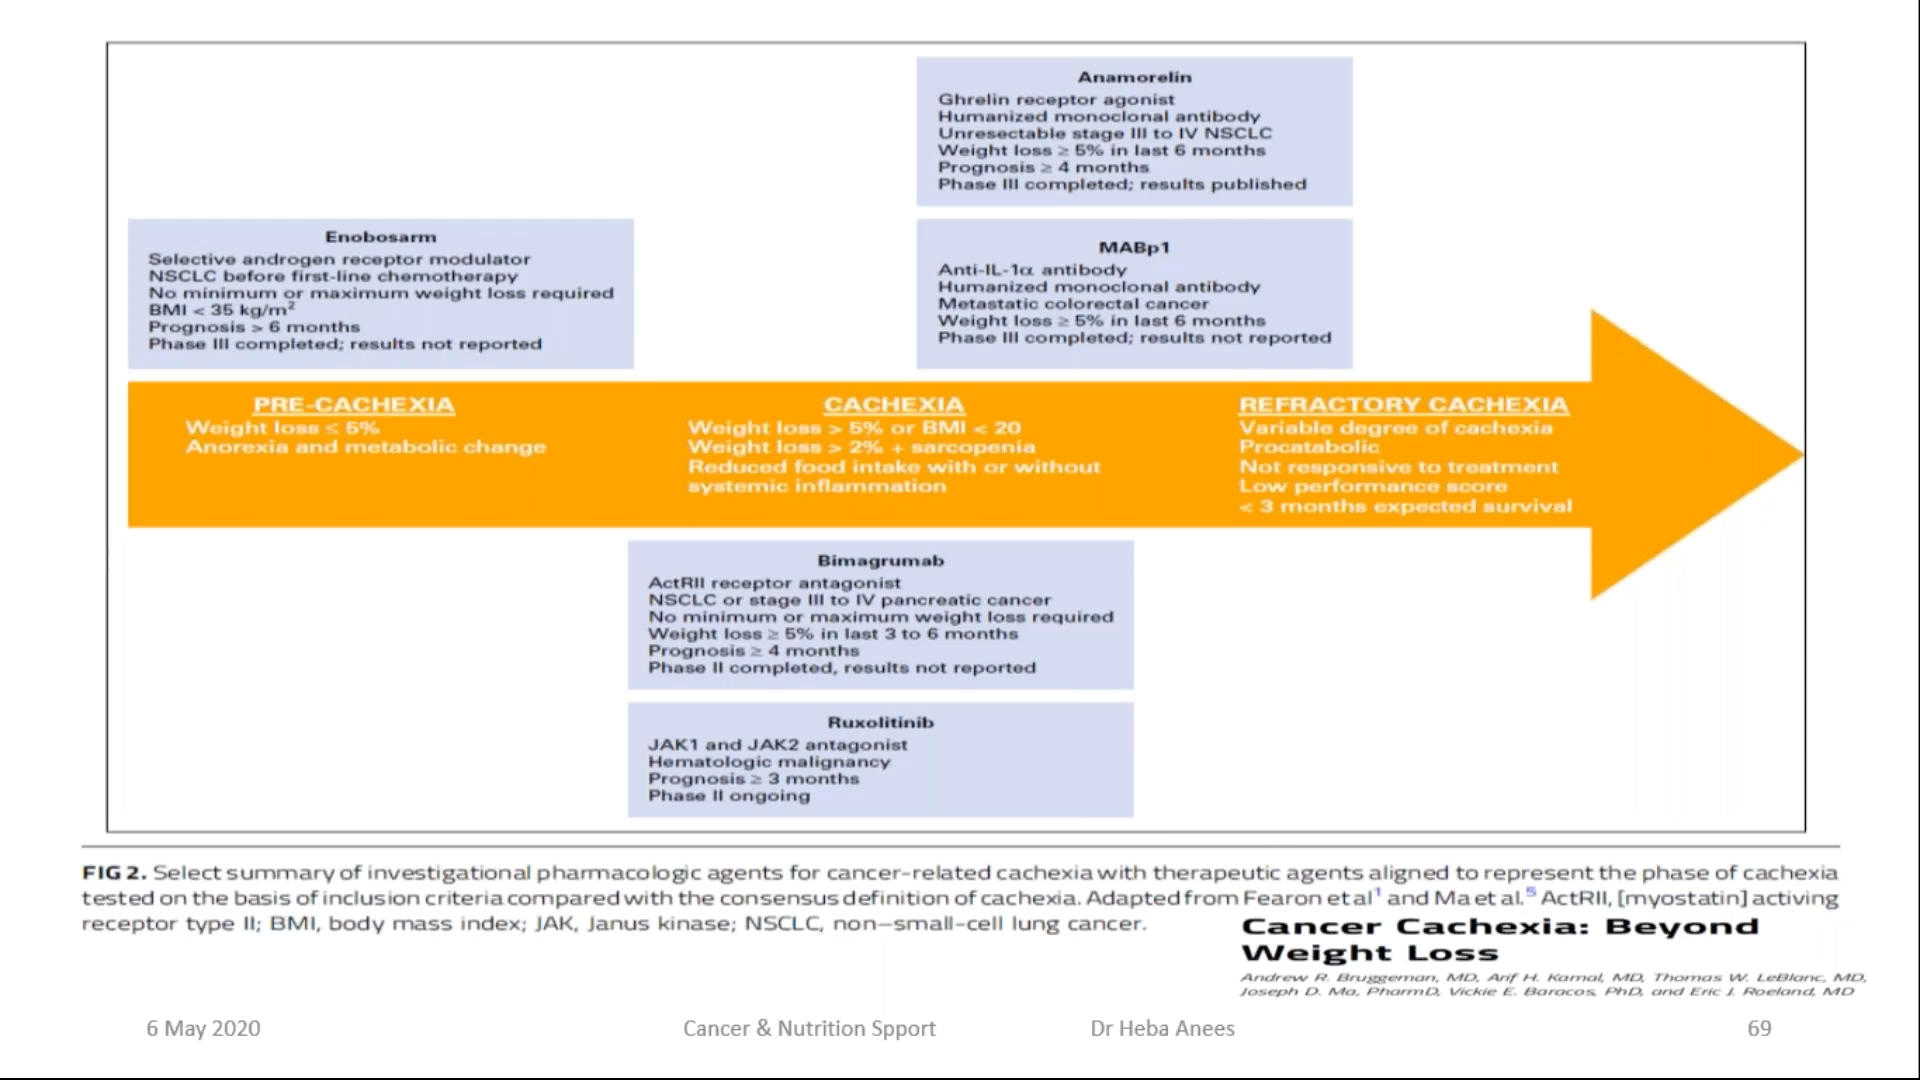 Anamorelin
Ghrelin receptor agonist
Humanized monoclonal antibody
Unresectable stage III to IV NSCLC
Weight loss ≥ 5% in last 6 months
Prognosis ≥ 4 months
Phase III completed; results published
Enobosarm
Selective androgen receptor modulator
NSCLC before first-line chemotherapy
No minimum or maximum weight loss required
BMI < 35 kg/m²
Prognosis > 6 months
Phase III completed; results not reported
MABp1
Anti-IL-1α antibody
Humanized monoclonal antibody
Metastatic colorectal cancer
Weight loss ≥ 5% in last 6 months
Phase III completed; results not reported
PRE-CACHEXIA
Weight loss ≤ 5%
Anorexia and metabolic change
CACHEXIA
Weight loss > 5% or BMI < 20
Weight loss > 2% + sarcopenia
Reduced food intake with or without
systemic inflammation
REFRACTORY CACHEXIA
Variable degree of cachexia
Procatabolic
Not responsive to treatment
Low performance score
< 3 months expected survival
Bimagrumab
ActRII receptor antagonist
NSCLC or stage III to IV pancreatic cancer
No minimum or maximum weight loss required
Weight loss ≥ 5% in last 3 to 6 months
Prognosis ≥ 4 months
Phase II completed, results not reported
Ruxolitinib
JAK1 and JAK2 antagonist
Hematologic malignancy
Prognosis ≥ 3 months
Phase II ongoing
FIG 2. Select summary of investigational pharmacologic agents for cancer-related cachexia with therapeutic agents aligned to represent the phase of cachexia
tested on the basis of inclusion criteria compared with the consensus definition of cachexia. Adapted from Fearon et al¹ and Ma et al.⁵ ActRII, [myostatin] activing
receptor type II; BMI, body mass index; JAK, Janus kinase; NSCLC, non–small-cell lung cancer.
Cancer Cachexia: Beyond
Weight Loss
Andrew R. Bruggeman, MD, Arif H. Kamal, MD, Thomas W. LeBlanc, MD,
Joseph D. Ma, PharmD, Vickie E. Baracos, PhD, and Eric J. Roeland, MD
6 May 2020
Cancer & Nutrition Spport
Dr Heba Anees
69